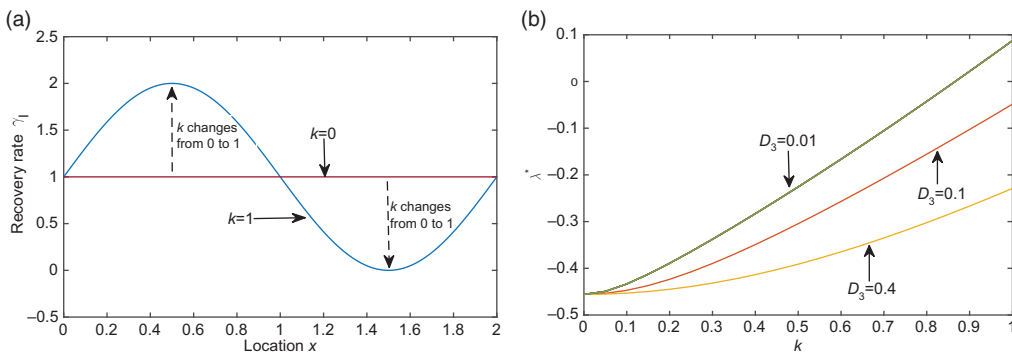 (a)
2.5
2
1.5
1
0.5
0
−0.5
Recovery rate γI
k changes
from 0 to 1
k=0
k=1
k changes
from 0 to 1
0 0.2 0.4 0.6 0.8 1 1.2 1.4 1.6 1.8 2
Location x
(b)
0.1
0
−0.1
−0.2
−0.3
−0.4
−0.5
λ*
D3=0.01
D3=0.1
D3=0.4
0 0.1 0.2 0.3 0.4 0.5 0.6 0.7 0.8 0.9 1
k